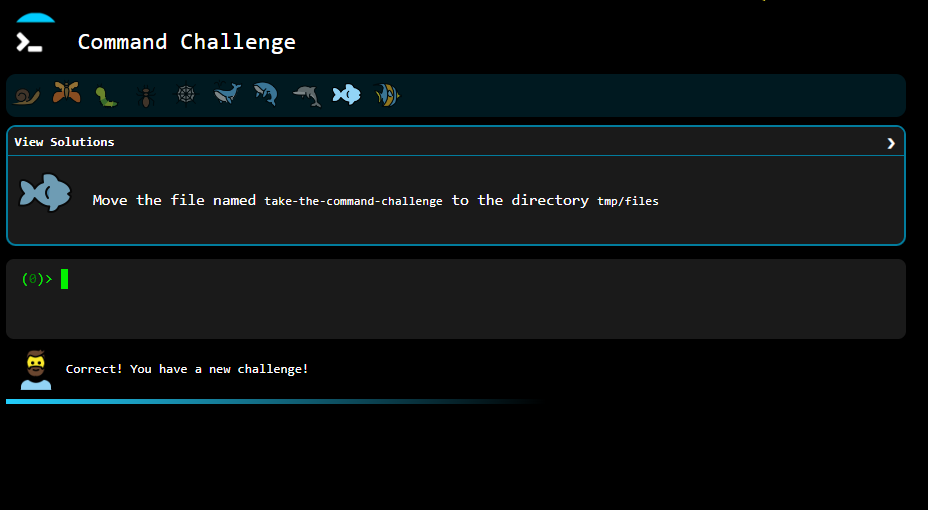 Command Challenge
View Solutions
Move the file named take-the-command-challenge to the directory tmp/files
(0)>
Correct! You have a new challenge!